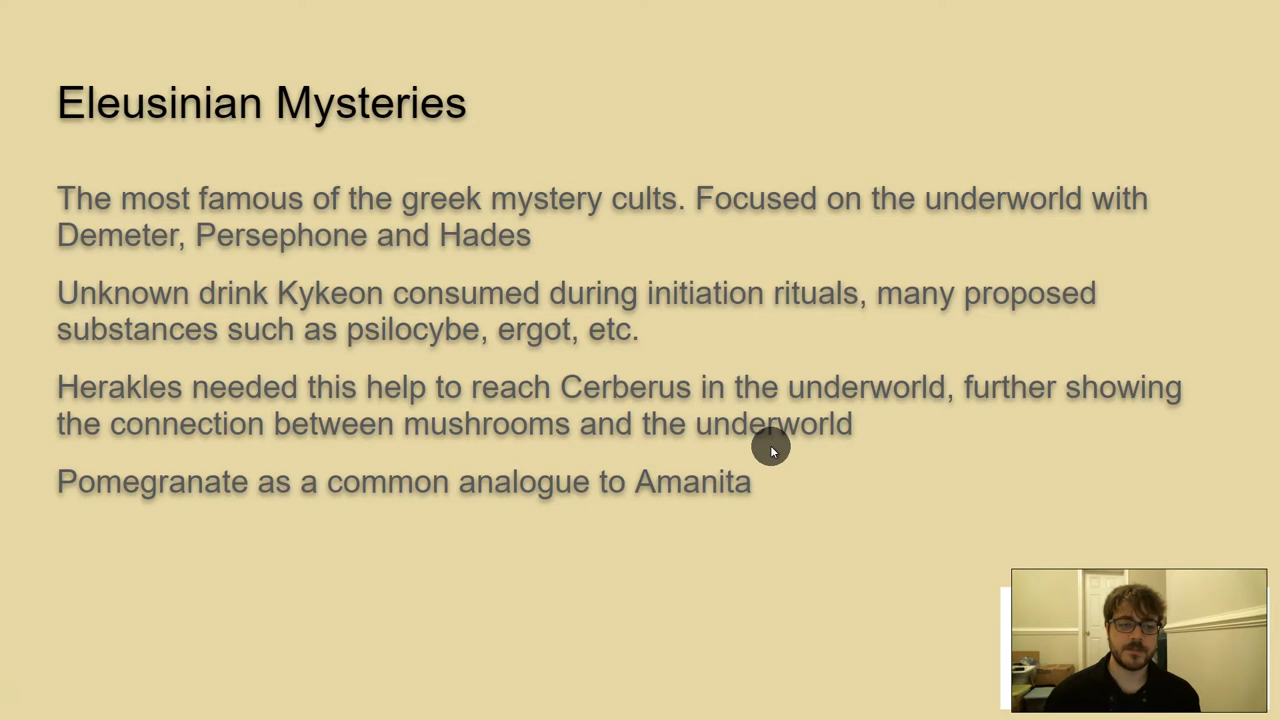 Eleusinian Mysteries
The most famous of the greek mystery cults. Focused on the underworld with
Demeter, Persephone and Hades
Unknown drink Kykeon consumed during initiation rituals, many proposed
substances such as psilocybe, ergot, etc.
Herakles needed this help to reach Cerberus in the underworld, further showing
the connection between mushrooms and the underworld
Pomegranate as a common analogue to Amanita